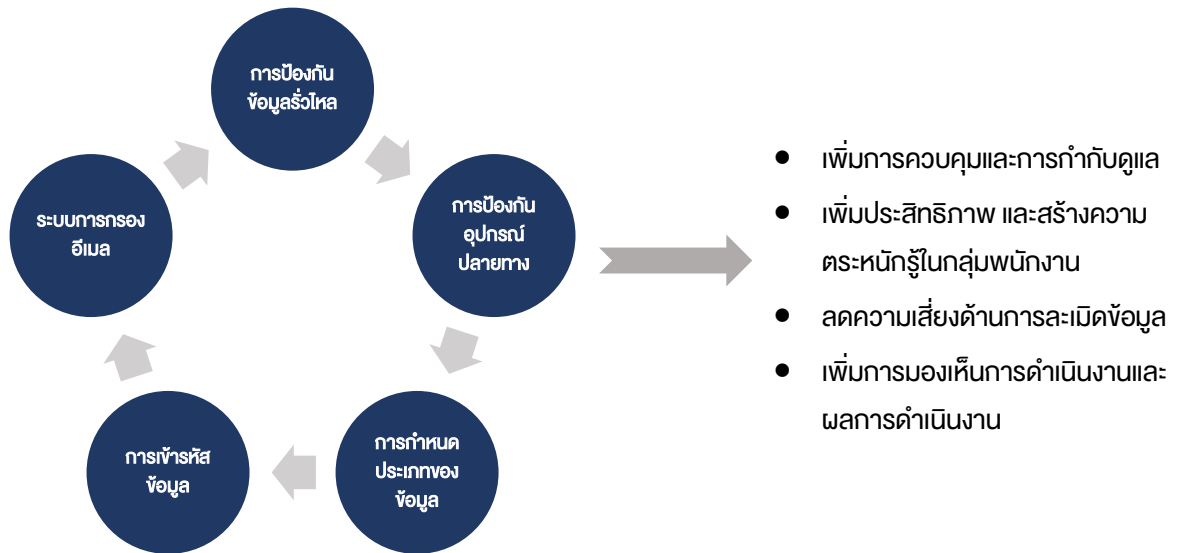 การป้องกัน
ข้อมูลรั่วไหล
การป้องกัน
อุปกรณ์
ปลายทาง
การกำหนด
ประเภทของ
ข้อมูล
การเข้ารหัส
ข้อมูล
ระบบการกรอง
อีเมล
● เพิ่มการควบคุมและการกำกับดูแล
● เพิ่มประสิทธิภาพ และสร้างความ
ตระหนักรู้ในกลุ่มพนักงาน
● ลดความเสี่ยงด้านการละเมิดข้อมูล
● เพิ่มการมองเห็นการดำเนินงานและ
ผลการดำเนินงาน